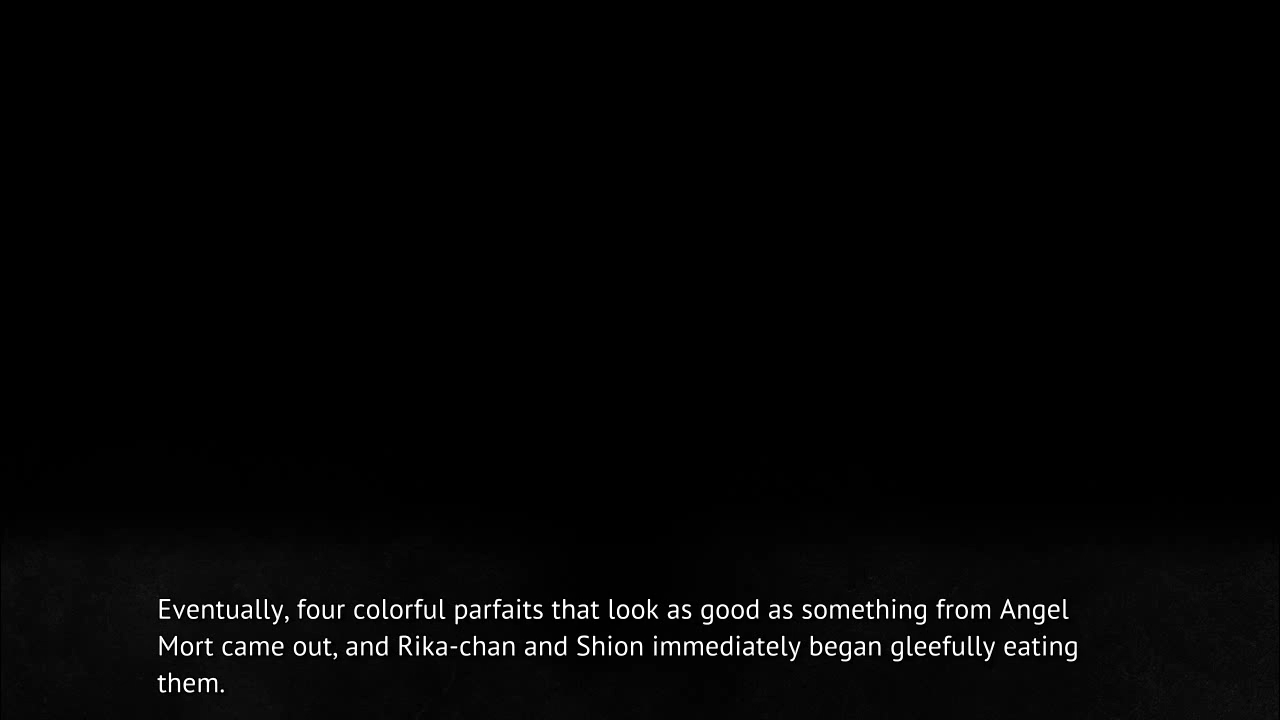 Eventually, four colorful parfaits that look as good as something from Angel
Mort came out, and Rika-chan and Shion immediately began gleefully eating
them.